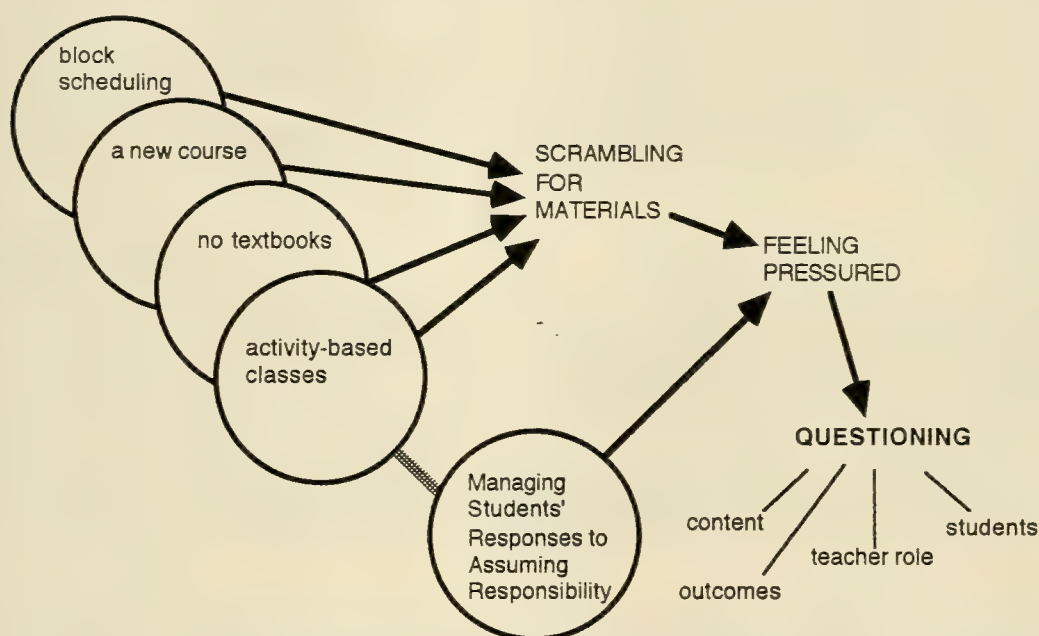 block
scheduling
a new course
no textbooks
activity-based
classes
SCRAMBLING
FOR
MATERIALS
FEELING
PRESSURED
Managing
Students'
Responses to
Assuming
Responsibility
QUESTIONING
content
outcomes
teacher role
students